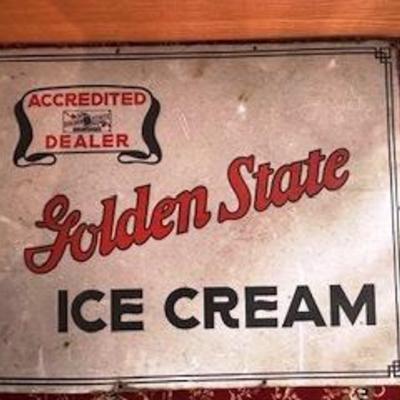 ACCREDITED
DEALER
Golden State
ICE CREAM